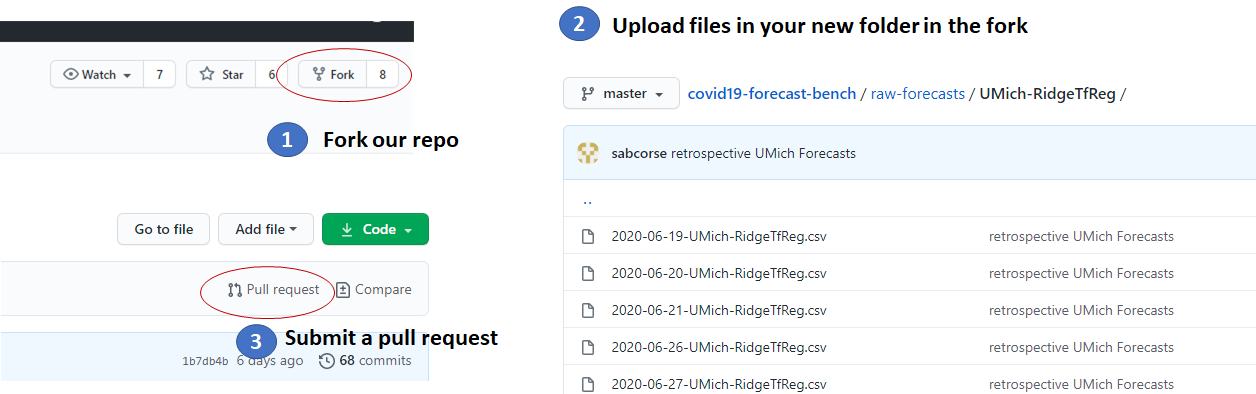 Watch 7 Star 6 Fork 8
1 Fork our repo
Go to file Add file Code
Pull request Compare
3 Submit a pull request
1b7db4b 6 days ago 68 commits
2 Upload files in your new folder in the fork
master covid19-forecast-bench / raw-forecasts / UMich-RidgeTfReg /
sabcorse retrospective UMich Forecasts
..
2020-06-19-UMich-RidgeTfReg.csv retrospective UMich Forecasts
2020-06-20-UMich-RidgeTfReg.csv retrospective UMich Forecasts
2020-06-21-UMich-RidgeTfReg.csv retrospective UMich Forecasts
2020-06-26-UMich-RidgeTfReg.csv retrospective UMich Forecasts
2020-06-27-UMich-RidgeTfReg.csv retrospective UMich Forecasts